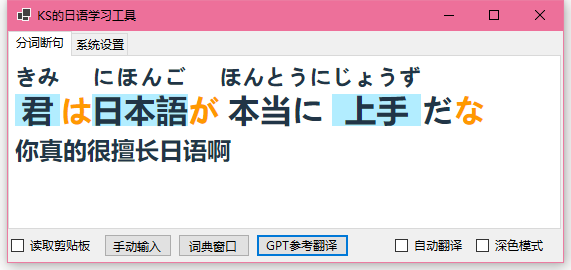 KS的日语学习工具
分词断句 系统设置
きみ にほんご ほんとうにじょうず
君は日本語が本当に上手だな
你真的很擅长日语啊
读取剪贴板 手动输入 词典窗口 GPT参考翻译 自动翻译 深色模式